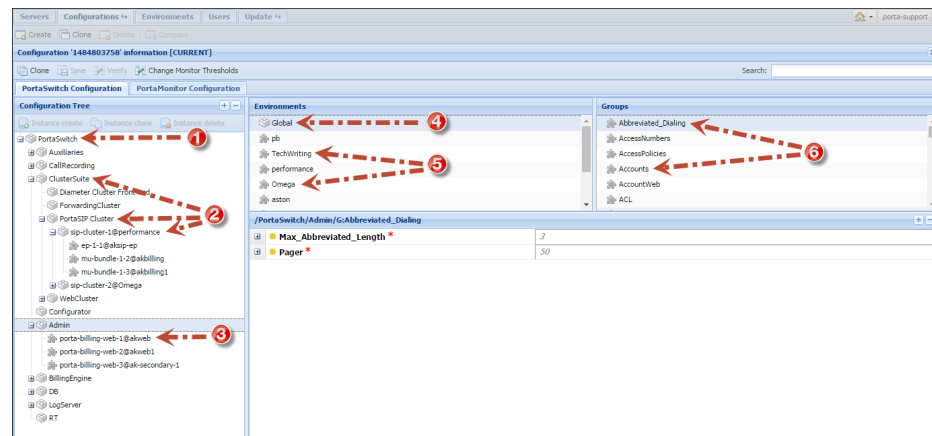 Servers Configurations Environments Users Update porta-support
Create Clone Delete Compare
Configuration '1484803758' information [CURRENT]
Clone Save Verify Change Monitor Thresholds Search:
PortaSwitch Configuration PortaMonitor Configuration
Configuration Tree
Instance create Instance clone Instance delete
PortaSwitch
1
Auxiliaries
CallRecording
ClusterSuite
Diameter Cluster Front-end
ForwardingCluster
2
PortaSIP Cluster
sip-cluster-1@performance
ep-1-1@aksip-ep
mu-bundle-1-2@akbilling
mu-bundle-1-3@akbilling1
sip-cluster-2@Omega
WebCluster
Configurator
Admin
porta-billing-web-1@akweb 3
porta-billing-web-2@akweb1
porta-billing-web-3@ak-secondary-1
BillingEngine
DB
LogServer
RT
Environments
Global 4
pb
TechWriting
performance 5
Omega
aston
Groups
Abbreviated_Dialing
AccessNumbers
AccessPolicies 6
Accounts
AccountWeb
ACL
/PortaSwitch/Admin/G:Abbreviated_Dialing
Max_Abbreviated_Length * 3
Pager * 50